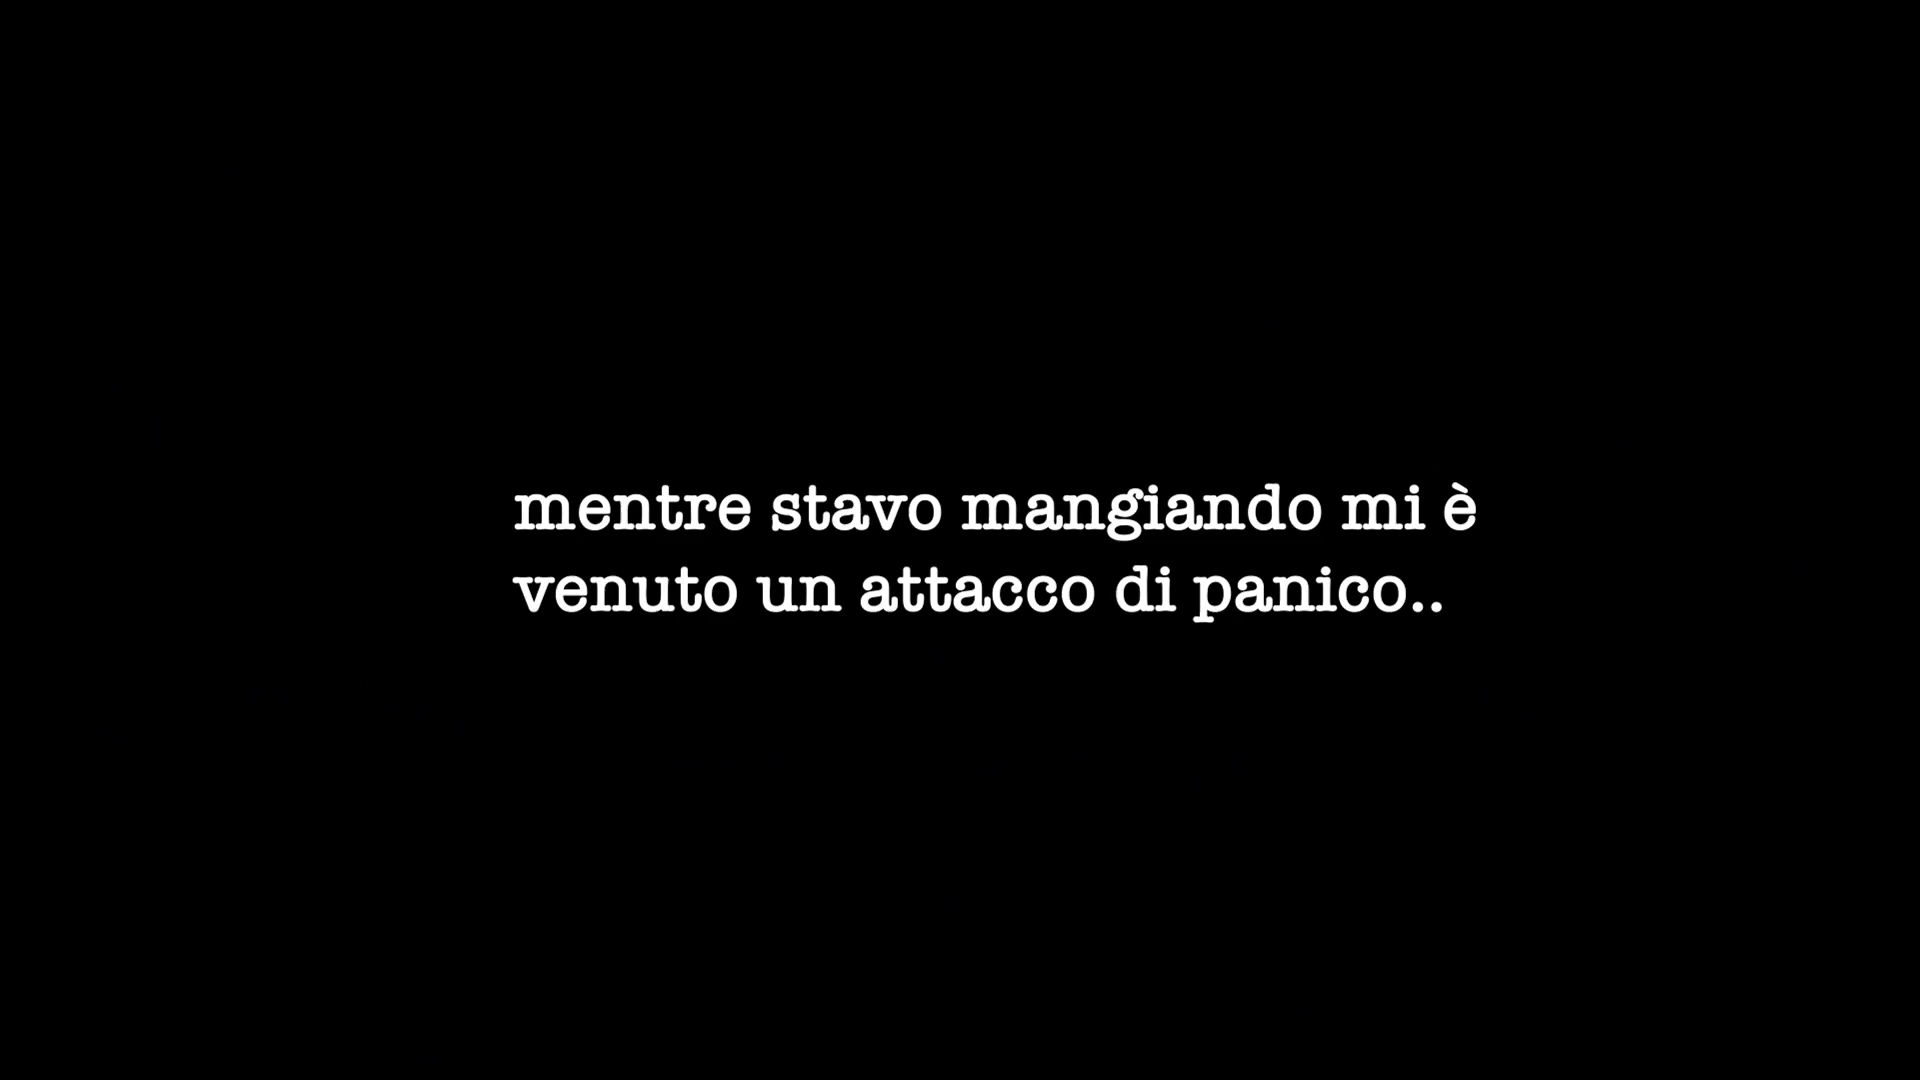 mentre stavo mangiando mi è
venuto un attacco di panico..